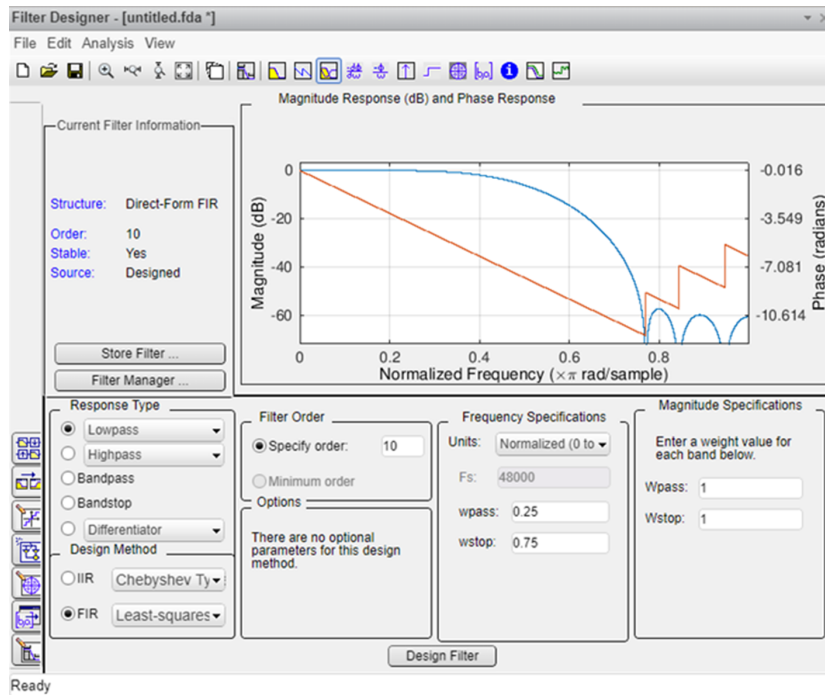 Filter Designer - [untitled.fda *]
File Edit Analysis View
Magnitude Response (dB) and Phase Response
Current Filter Information
Structure: Direct-Form FIR
Order: 10
Stable: Yes
Source: Designed
Store Filter ...
Filter Manager ...
Magnitude (dB)
0
-20
-40
-60
0 0.2 0.4 0.6 0.8
Normalized Frequency (×π rad/sample)
-0.016
-3.549
-7.081
-10.614
Phase (radians)
Response Type
Lowpass
Highpass
Bandpass
Bandstop
Differentiator
Design Method
IIR Chebyshev Ty
FIR Least-squares
Filter Order
Specify order: 10
Minimum order
Options
There are no optional
parameters for this design
method.
Frequency Specifications
Units: Normalized (0 to
Fs: 48000
wpass: 0.25
wstop: 0.75
Magnitude Specifications
Enter a weight value for
each band below.
Wpass: 1
Wstop: 1
Design Filter
Ready